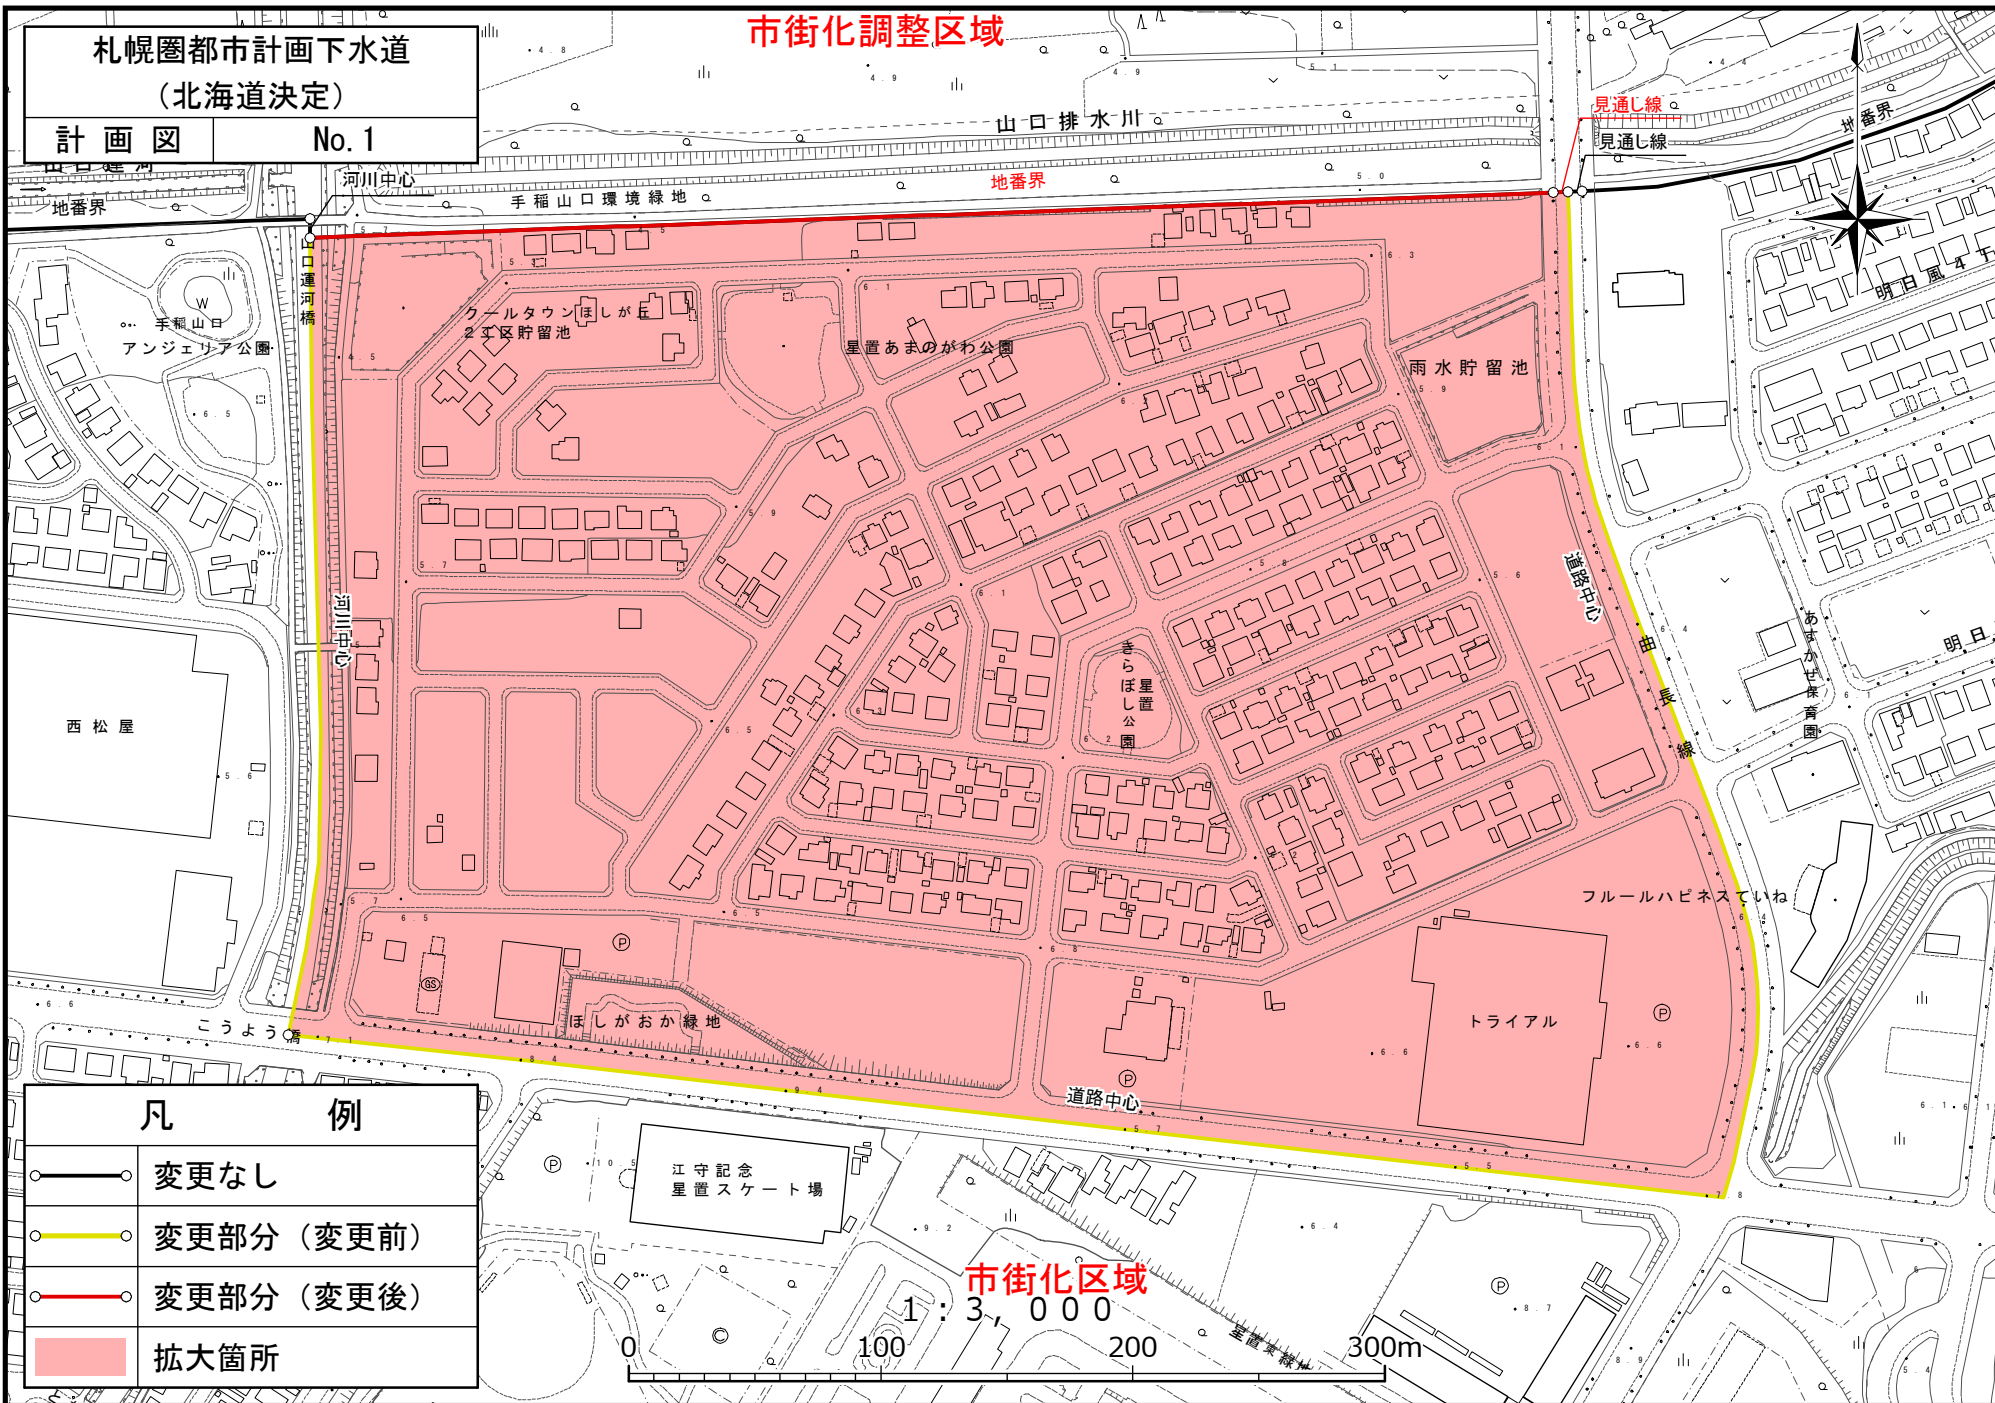 札幌圏都市計画下水道
（北海道決定）
計画図 No.1
市街化調整区域
山口排水川
見通し線
見通し線
地番界
山口運河
河川中心
地番界
地番界
手稲山口環境緑地
山口運河橋
手稲山口
アンジェリア公園
クールタウンほしが丘
2工区貯留池
星置あまのがわ公園
雨水貯留池
道路中心
曲長線
あすかぜ保育園
明日風4丁
明日
西松屋
星置
きらぼし公園
フルールハピネスていね
トライアル
ほしがおか緑地
こうよう橋
道路中心
江守記念
星置スケート場
星置東緑地
市街化区域
1：3，000
0 100 200 300m
凡例
変更なし
変更部分（変更前）
変更部分（変更後）
拡大箇所